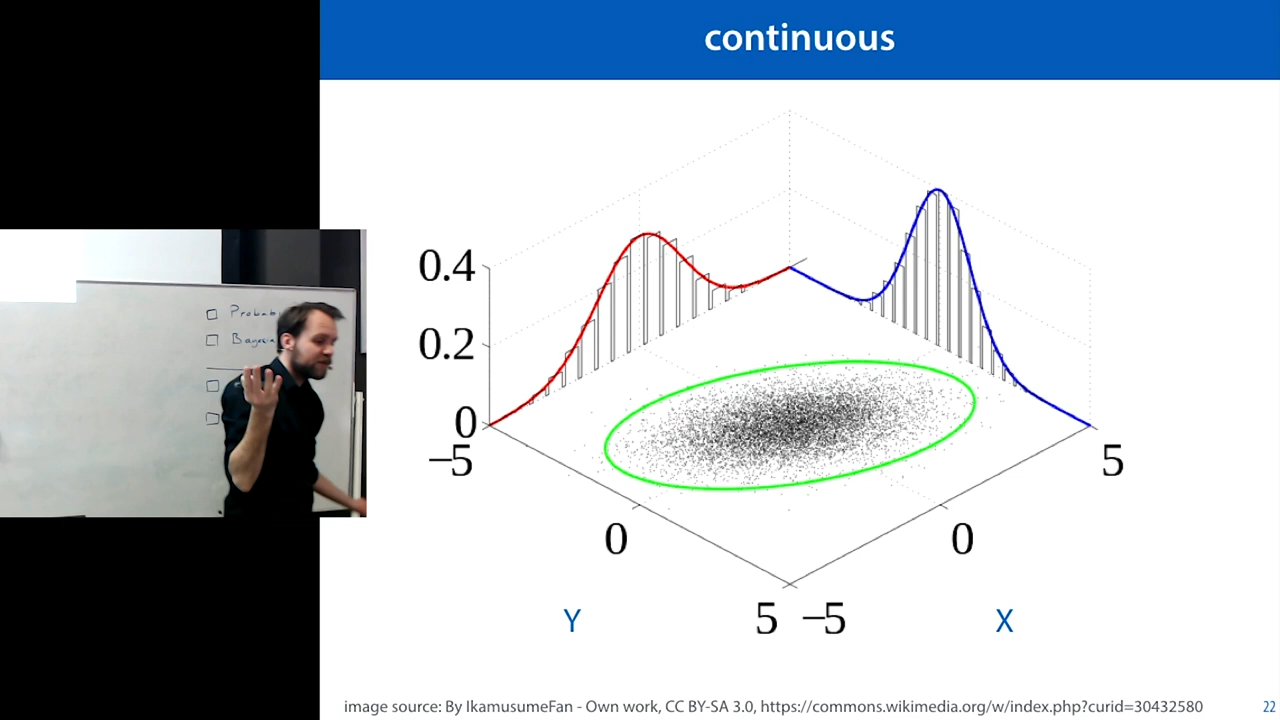 continuous
0.4
0.2
0
−5
0
5
−5
0
5
Y
X
image source: By IkamusumeFan - Own work, CC BY-SA 3.0, https://commons.wikimedia.org/w/index.php?curid=30432580
22